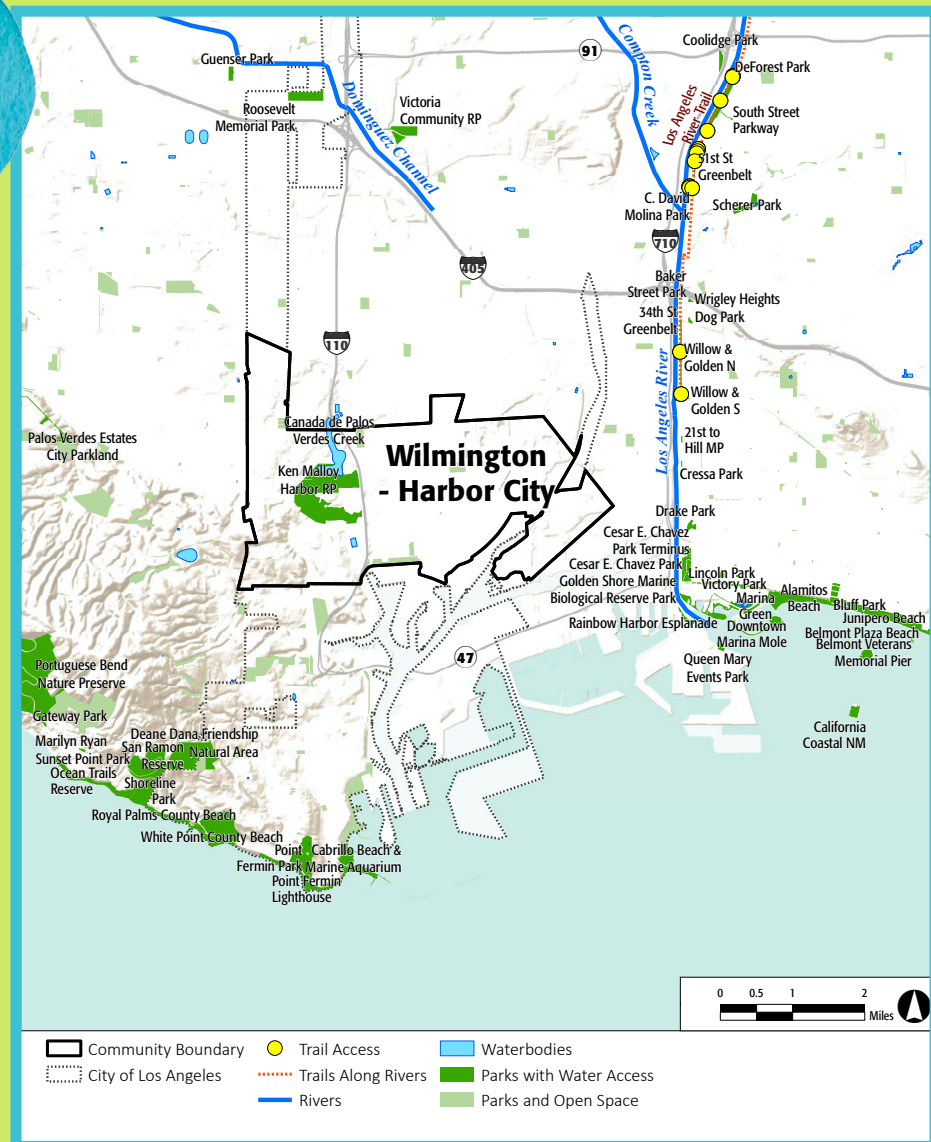 91
Coolidge Park
Guenser Park
DeForest Park
Compton Creek
Los Angeles
River Trail
Dominguez Channel
Roosevelt
Memorial Park
Victoria
Community RP
South Street
Parkway
51st St
Greenbelt
C. David
Molina Park
Scherer Park
710
405
Baker
Street Park
Wrigley Heights
Dog Park
34th St
Greenbelt
110
Willow &
Golden N
Los Angeles River
Willow &
Golden S
Canada de Palos
Verdes Creek
Palos Verdes Estates
City Parkland
21st to
Hill MP
Wilmington
- Harbor City
Ken Malloy
Harbor RP
Cressa Park
Drake Park
Cesar E. Chavez
Park Terminus
Cesar E. Chavez Park
Lincoln Park
Golden Shore Marine
Biological Reserve Park
Victory Park
Marina
Green
Alamitos
Beach
Bluff Park
Junipero Beach
Rainbow Harbor Esplanade
Downtown
Marina Mole
Belmont Plaza Beach
Belmont Veterans
Memorial Pier
47
Queen Mary
Events Park
Portuguese Bend
Nature Preserve
Gateway Park
California
Coastal NM
Deane Dana Friendship
Natural Area
Marilyn Ryan
Sunset Point Park
San Ramon
Reserve
Ocean Trails
Reserve
Shoreline
Park
Royal Palms County Beach
White Point County Beach
Point
Fermin Park
Cabrillo Beach &
Marine Aquarium
Point Fermin
Lighthouse
0 0.5 1 2
Miles
Community Boundary
Trail Access
Waterbodies
City of Los Angeles
Trails Along Rivers
Parks with Water Access
Rivers
Parks and Open Space